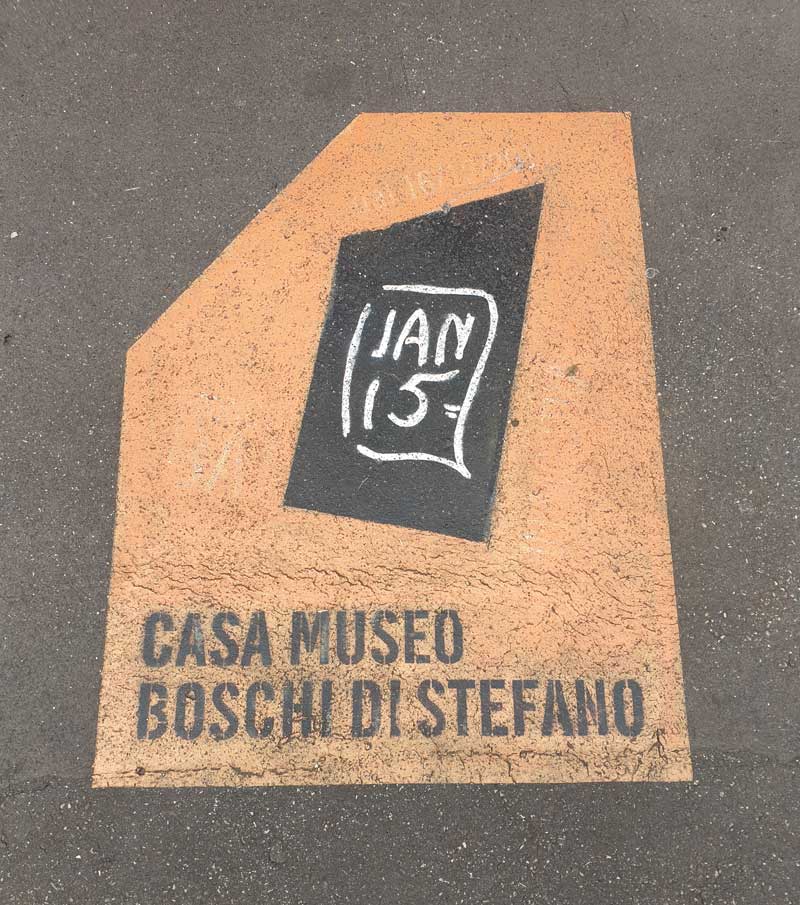 JAN
15
CASA MUSEO
BOSCHI DI STEFANO